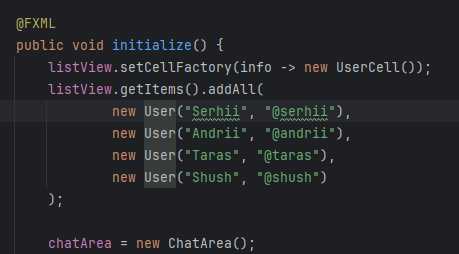 @FXML
public void initialize() {
listView.setCellFactory(info -> new UserCell());
listView.getItems().addAll(
new User("Serhii", "@serhii"),
new User("Andrii", "@andrii"),
new User("Taras", "@taras"),
new User("Shush", "@shush")
);
chatArea = new ChatArea();